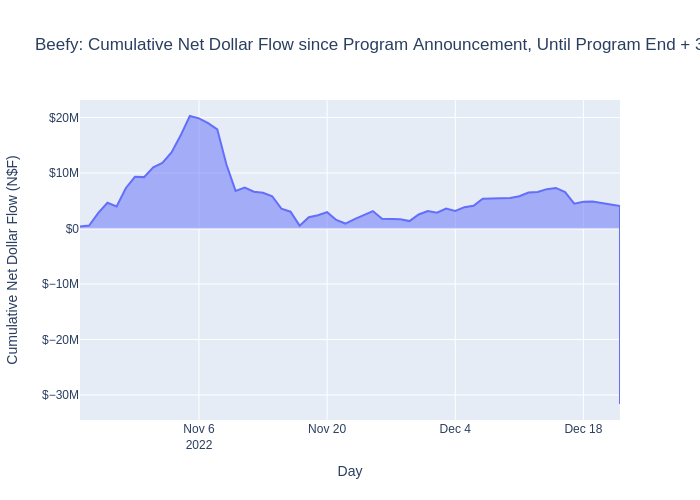 Beefy: Cumulative Net Dollar Flow since Program Announcement, Until Program End + 3
Cumulative Net Dollar Flow (N$F)
$20M
$10M
$0
$−10M
$−20M
$−30M
Nov 6
2022
Nov 20
Dec 4
Dec 18
Day